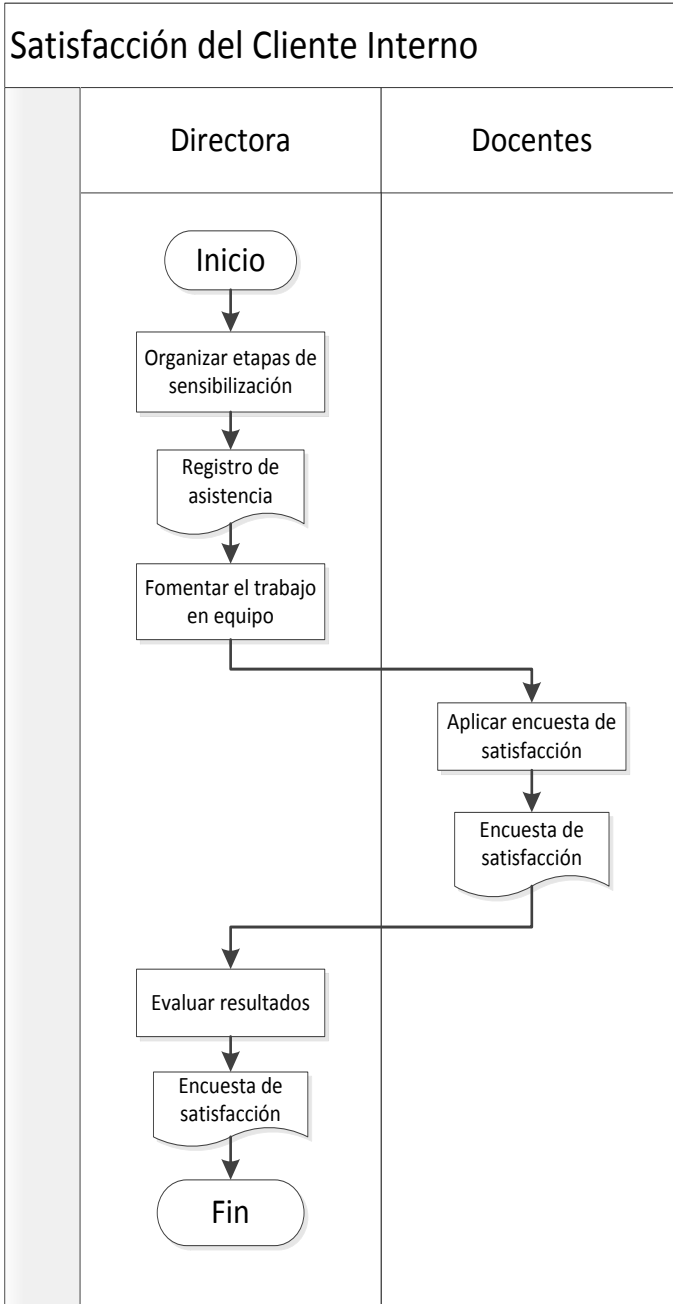 Satisfacción del Cliente Interno
Directora
Docentes
Inicio
Organizar etapas de
sensibilización
Registro de
asistencia
Fomentar el trabajo
en equipo
Aplicar encuesta de
satisfacción
Encuesta de
satisfacción
Evaluar resultados
Encuesta de
satisfacción
Fin